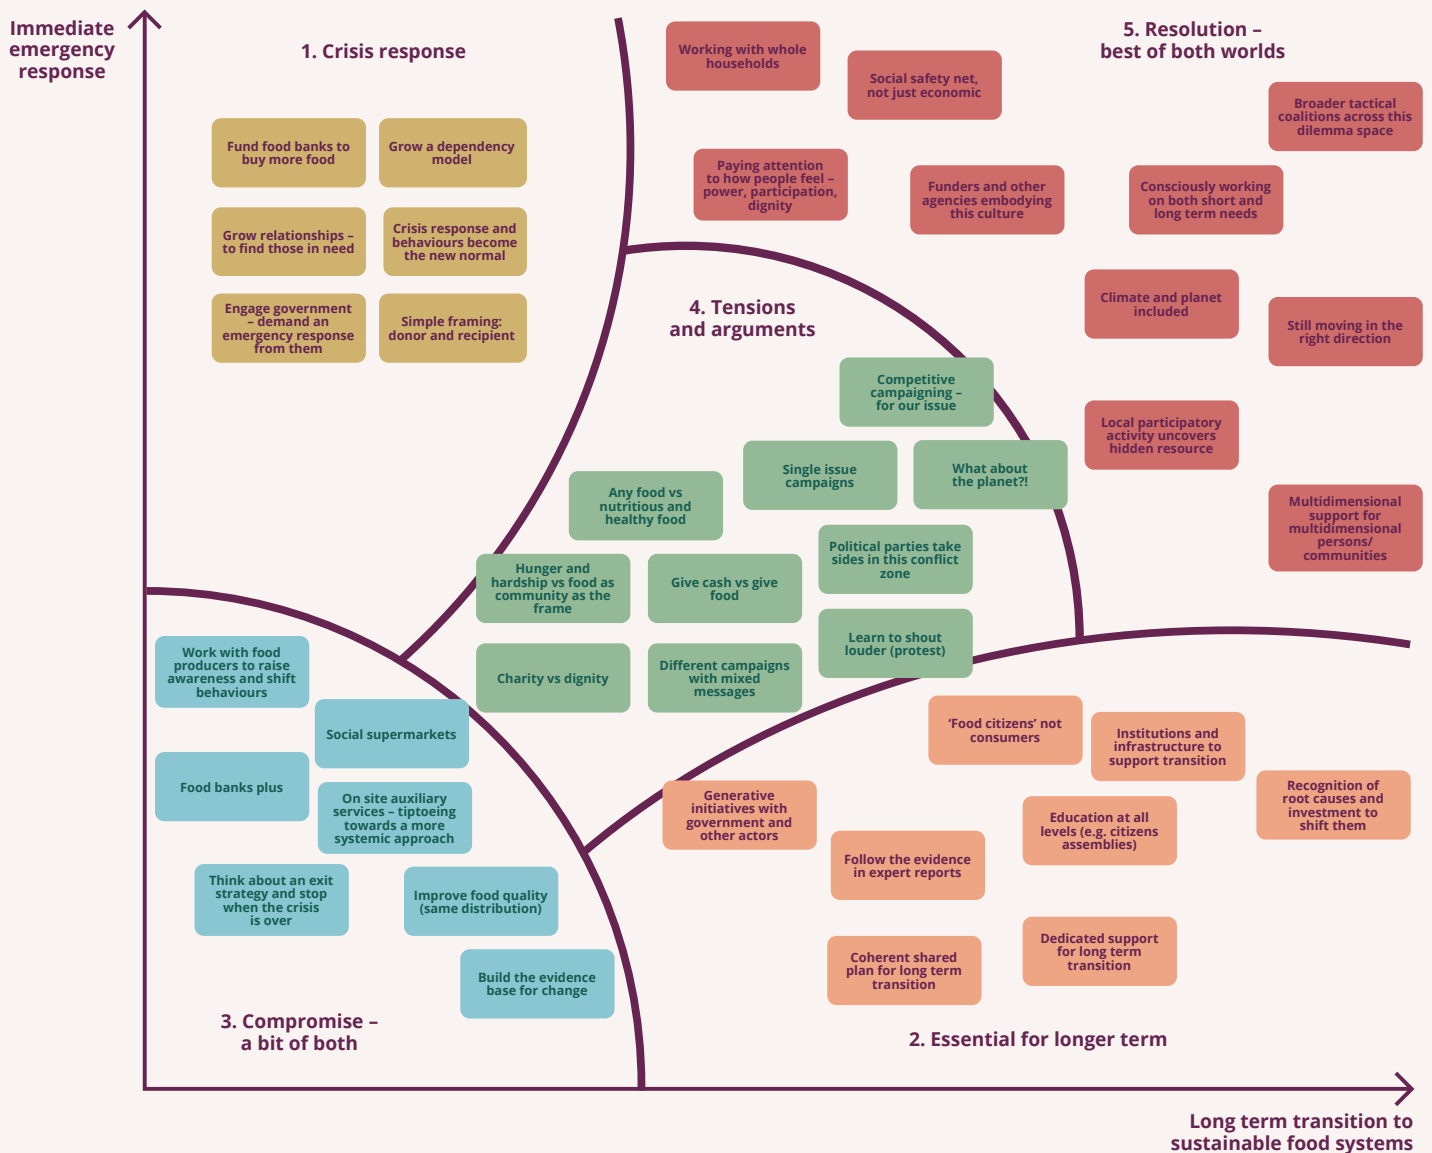 Immediate
emergency
response
1. Crisis response
Fund food banks to
buy more food
Grow a dependency
model
Grow relationships –
to find those in need
Crisis response and
behaviours become
the new normal
Engage government
– demand an
emergency response
from them
Simple framing:
donor and recipient
5. Resolution –
best of both worlds
Working with whole
households
Social safety net,
not just economic
Broader tactical
coalitions across this
dilemma space
Paying attention
to how people feel –
power, participation,
dignity
Funders and other
agencies embodying
this culture
Consciously working
on both short and
long term needs
Climate and planet
included
Still moving in the
right direction
Local participatory
activity uncovers
hidden resource
Multidimensional
support for
multidimensional
persons/
communities
4. Tensions
and arguments
Competitive
campaigning –
for our issue
Single issue
campaigns
What about
the planet?!
Any food vs
nutritious and
healthy food
Political parties take
sides in this conflict
zone
Hunger and
hardship vs food as
community as the
frame
Give cash vs give
food
Learn to shout
louder (protest)
Charity vs dignity
Different campaigns
with mixed
messages
Work with food
producers to raise
awareness and shift
behaviours
Social supermarkets
Food banks plus
On site auxiliary
services – tiptoeing
towards a more
systemic approach
Think about an exit
strategy and stop
when the crisis
is over
Improve food quality
(same distribution)
Build the evidence
base for change
3. Compromise –
a bit of both
‘Food citizens’ not
consumers
Institutions and
infrastructure to
support transition
Recognition of
root causes and
investment to
shift them
Generative
initiatives with
government and
other actors
Education at all
levels (e.g. citizens
assemblies)
Follow the evidence
in expert reports
Coherent shared
plan for long term
transition
Dedicated support
for long term
transition
2. Essential for longer term
Long term transition to
sustainable food systems